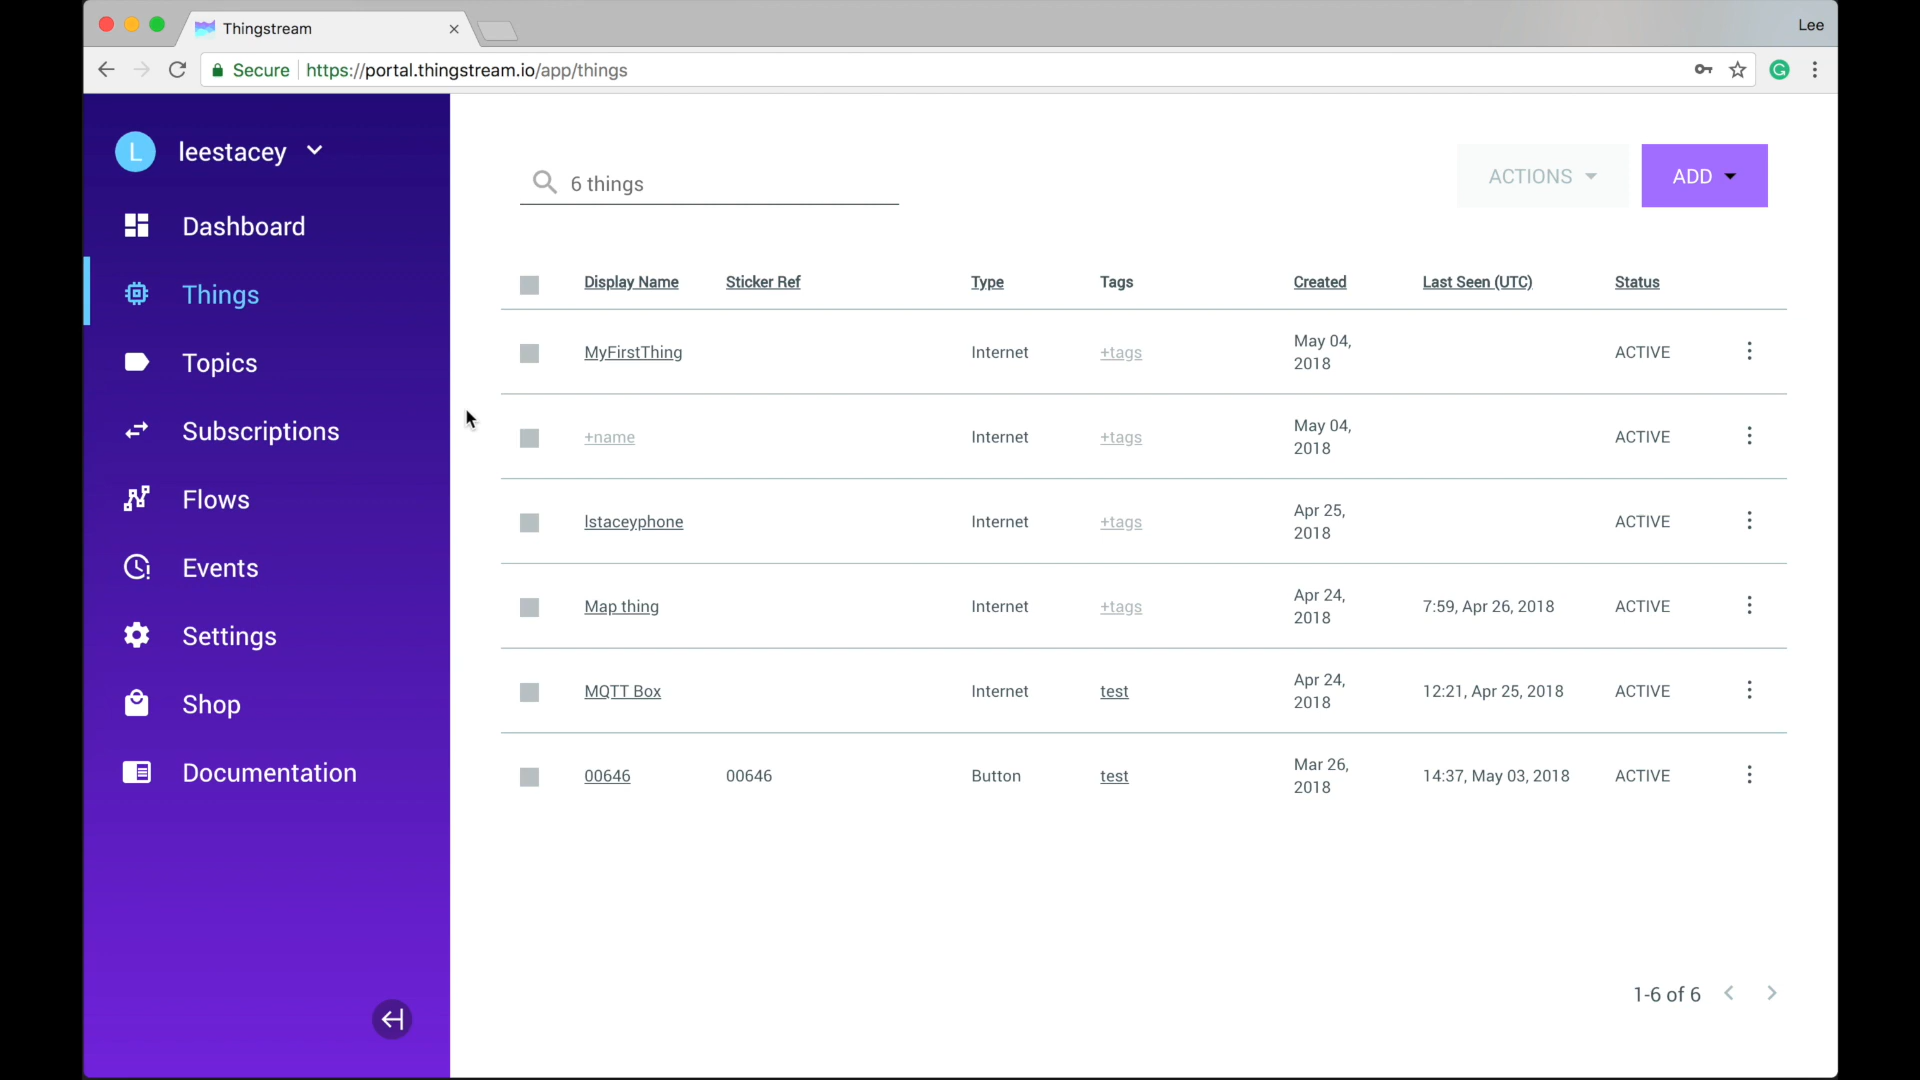 Thingstream
Lee
Secure https://portal.thingstream.io/app/things
L leestacey
Dashboard
Things
Topics
Subscriptions
Flows
Events
Settings
Shop
Documentation
6 things
ACTIONS
ADD
Display Name Sticker Ref Type Tags Created Last Seen (UTC) Status
MyFirstThing Internet +tags May 04, 2018 ACTIVE
+name Internet +tags May 04, 2018 ACTIVE
lstaceyphone Internet +tags Apr 25, 2018 ACTIVE
Map thing Internet +tags Apr 24, 2018 7:59, Apr 26, 2018 ACTIVE
MQTT Box Internet test Apr 24, 2018 12:21, Apr 25, 2018 ACTIVE
00646 00646 Button test Mar 26, 2018 14:37, May 03, 2018 ACTIVE
1-6 of 6